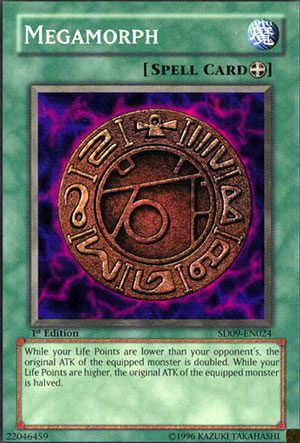 MEGAMORPH
魔
[SPELL CARD]
1st Edition
SD09-EN024
While your Life Points are lower than your opponent's, the
original ATK of the equipped monster is doubled. While your
Life Points are higher, the original ATK of the equipped monster
is halved.
22046459
©1996 KAZUKI TAKAHASHI